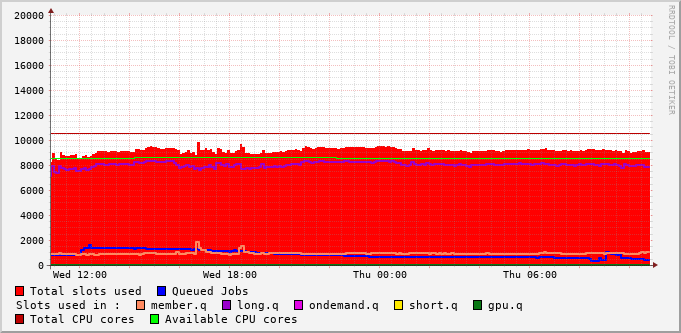 20000
18000
16000
14000
12000
10000
8000
6000
4000
2000
0
Wed 12:00 Wed 18:00 Thu 00:00 Thu 06:00
RRDTOOL / TOBI OETIKER
Total slots used Queued Jobs
Slots used in : member.q long.q ondemand.q short.q gpu.q
Total CPU cores Available CPU cores